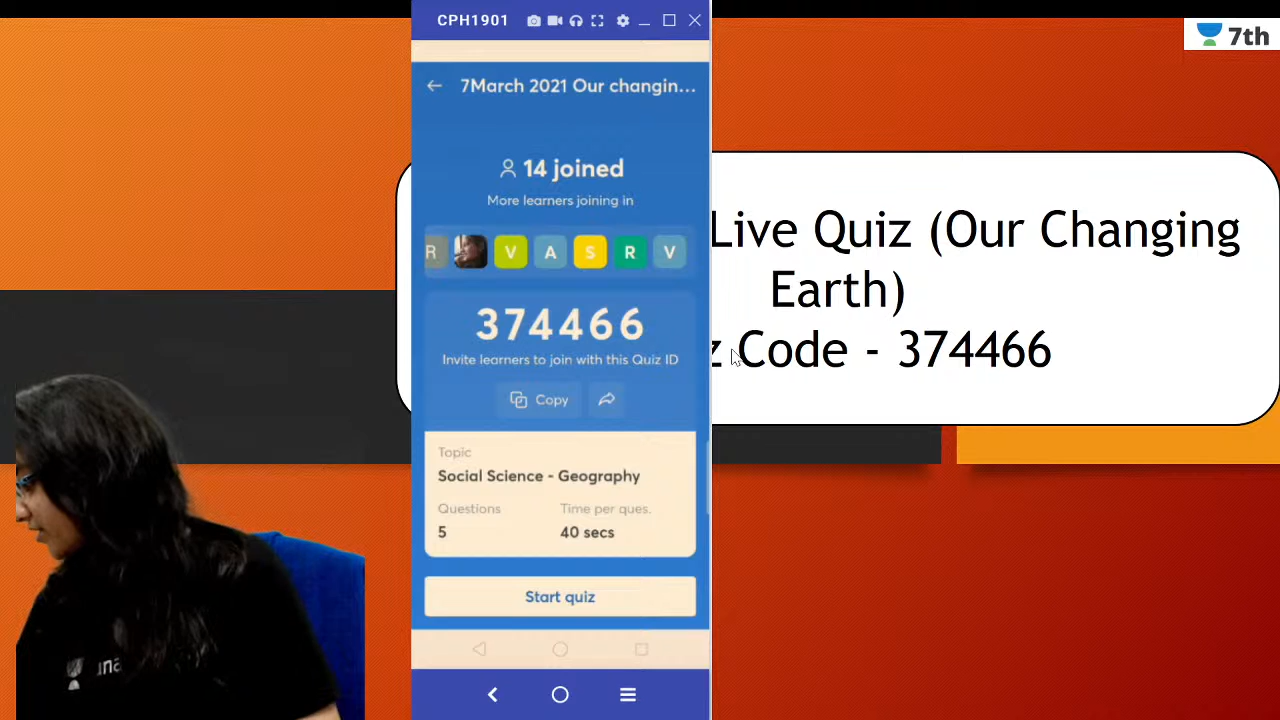 CPH1901
7th
7March 2021 Our changin...
14 joined
More learners joining in
R V A S R V
Live Quiz (Our Changing
Earth)
z Code - 374466
374466
Invite learners to join with this Quiz ID
Copy
Topic
Social Science - Geography
Questions
Time per ques.
5
40 secs
Start quiz
una